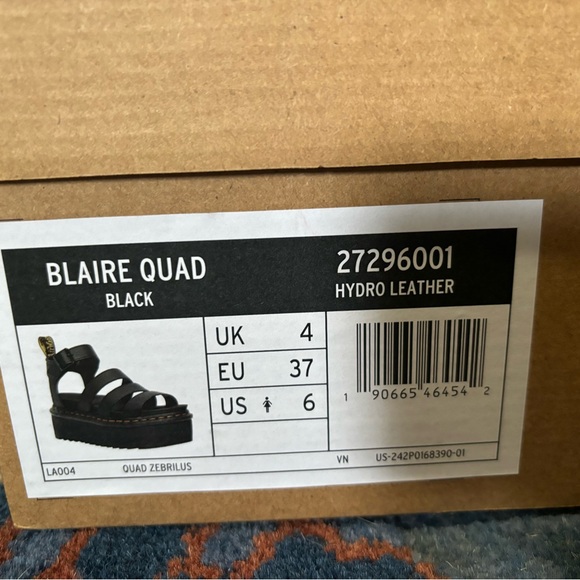 BLAIRE QUAD
BLACK
27296001
HYDRO LEATHER
UK 4
EU 37
US 6
1 90665 46454 2
LA004
QUAD ZEBRILUS
VN
US-242P0168390-01